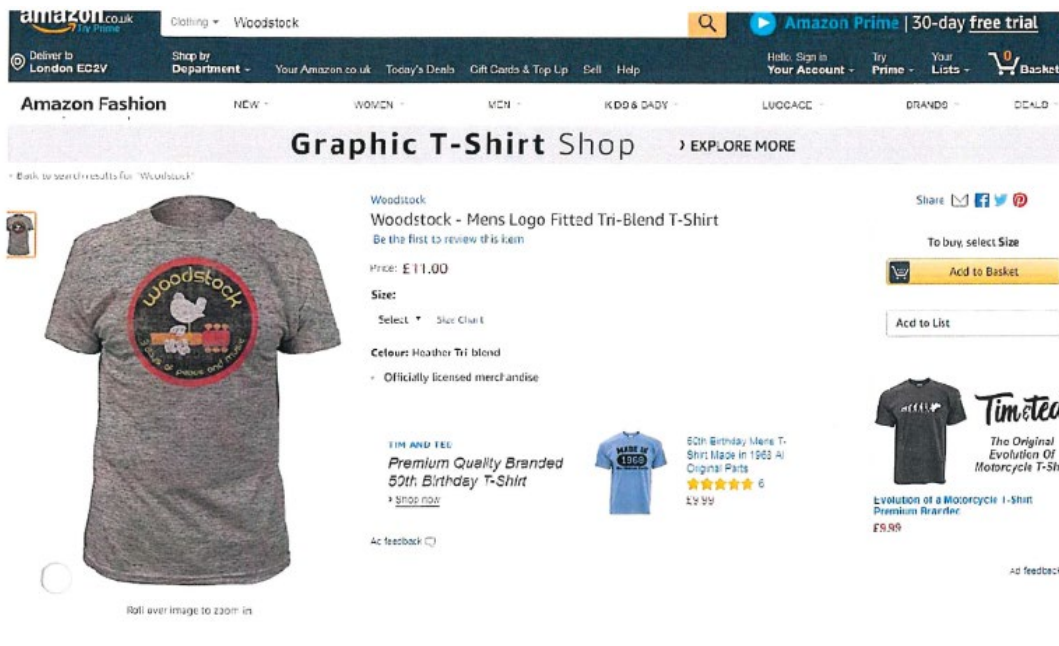 amazon.co.uk
Try Prime
Clothing
Woodstock
Amazon Prime | 30-day free trial
Deliver to
London EC2V
Shop by
Department
Your Amazon.co.uk Today's Deals Gift Cards & Top Up Sell Help
Hello. Sign in
Your Account
Try
Prime
Your
Lists
0
Basket
Amazon Fashion
NEW WOMEN MEN KIDS & BABY LUGGAGE BRANDS DEALS
Graphic T-Shirt Shop
› EXPLORE MORE
‹ Back to search results for "Woodstock"
woodstock
3 days of peace and music
Roll over image to zoom in
Woodstock
Woodstock - Mens Logo Fitted Tri-Blend T-Shirt
Be the first to review this item
Price: £11.00
Size:
Select Size Chart
Colour: Heather Tri-blend
• Officially licensed merchandise
TIM AND TED
Premium Quality Branded
50th Birthday T-Shirt
› Shop now
Ad feedback
MADE IN
1968
50th Birthday Mens T-
Shirt Made in 1968 Al
Original Parts
6
£9.99
Share
To buy, select Size
Add to Basket
Add to List
Tim & Ted
The Original
Evolution Of
Motorcycle T-Sh
Evolution of a Motorcycle T-Shirt
Premium Branded
£9.99
Ad feedback